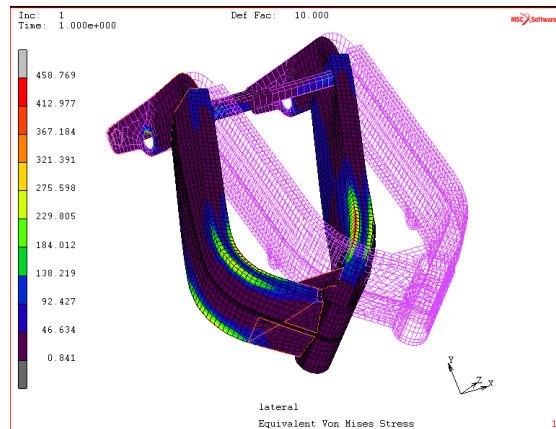 Inc: 1
Time: 1.000e+000
Def Fac: 10.000
MSC Software
458.769
412.977
367.184
321.391
275.598
229.805
184.012
138.219
92.427
46.634
0.841
Y
Z
X
lateral
Equivalent Von Mises Stress
1